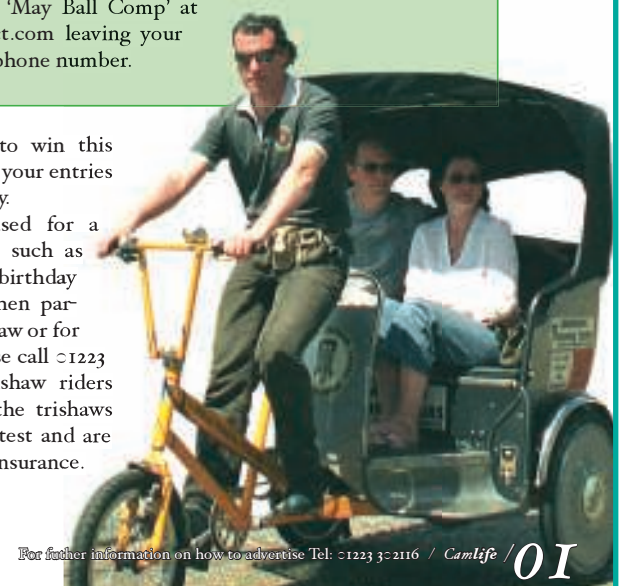 'May Ball Comp' at
t.com leaving your
phone number.
to win this
your entries
y.
sed for a
such as
birthday
hen par-
aw or for
se call 01223
shaw riders
the trishaws
test and are
nsurance.
For futher information on how to advertise Tel: 01223 302116 / Camlife /01